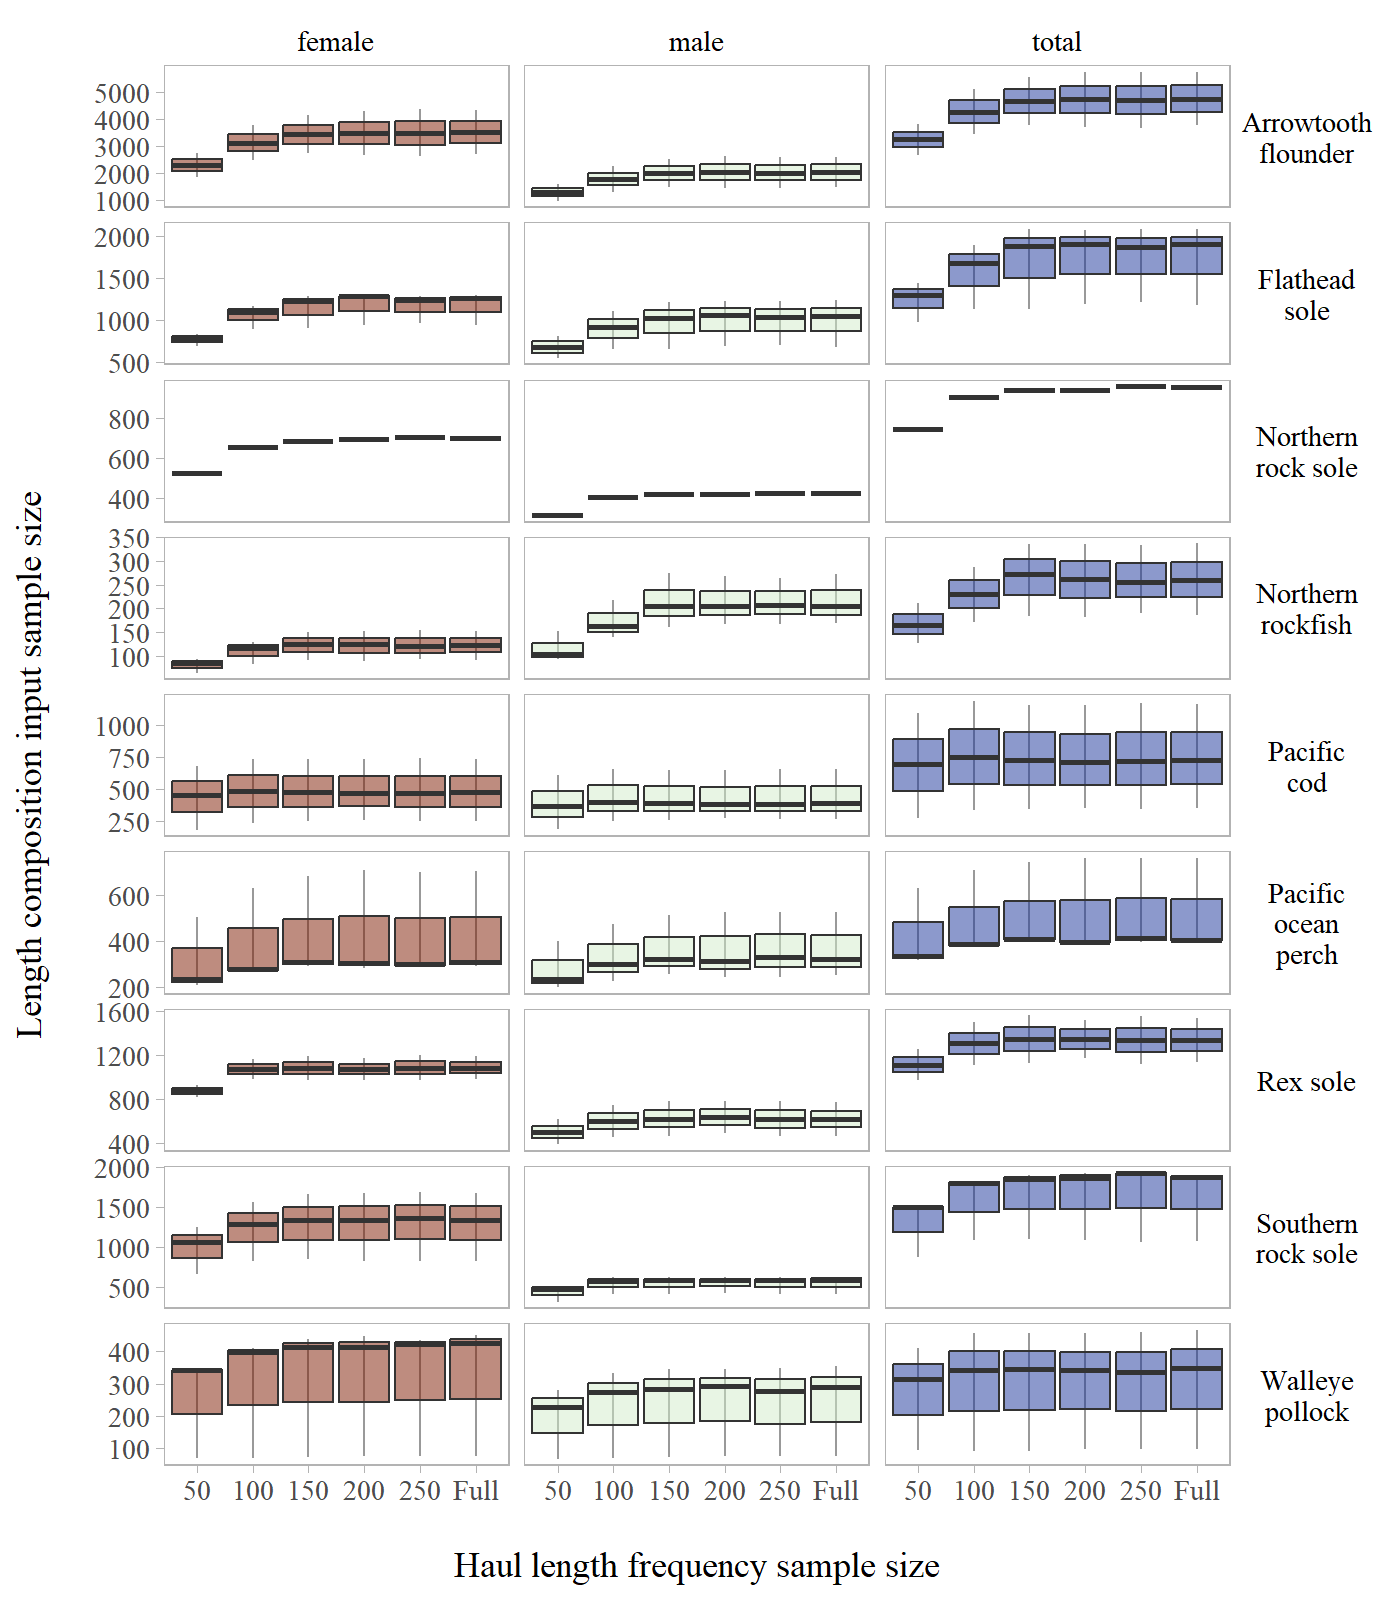 female male total
5000
4000
3000
2000
1000
Arrowtooth
flounder
2000
1500
1000
500
Flathead
sole
800
600
400
Northern
rock sole
350
300
250
200
150
100
Northern
rockfish
1000
750
500
250
Pacific
cod
600
400
200
Pacific
ocean
perch
1600
1200
800
400
Rex sole
2000
1500
1000
500
Southern
rock sole
400
300
200
100
Walleye
pollock
Length composition input sample size
50 100 150 200 250 Full 50 100 150 200 250 Full 50 100 150 200 250 Full
Haul length frequency sample size